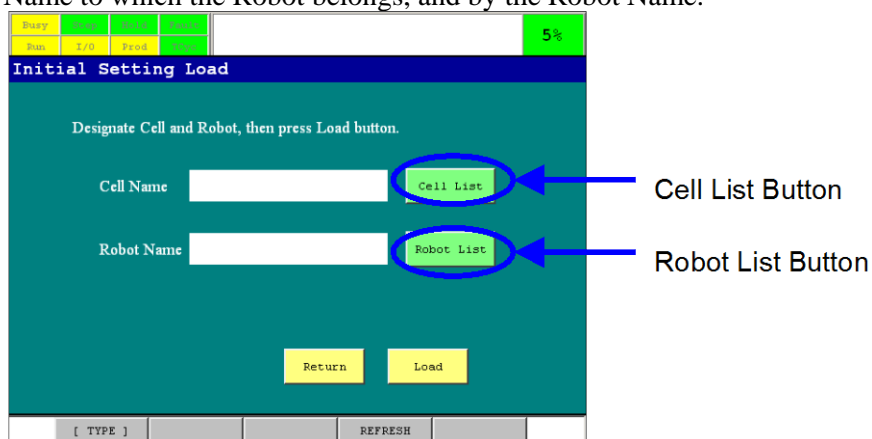 Name to which the Robot belongs, and by the Robot Name.
Busy Step Hold Fault
Run I/O Prod TCyc
5%
Initial Setting Load
Designate Cell and Robot, then press Load button.
Cell Name
Cell List
Cell List Button
Robot Name
Robot List
Robot List Button
Return Load
[ TYPE ] REFRESH